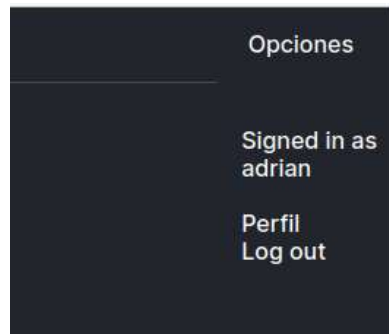 Opciones
Signed in as
adrian
Perfil
Log out